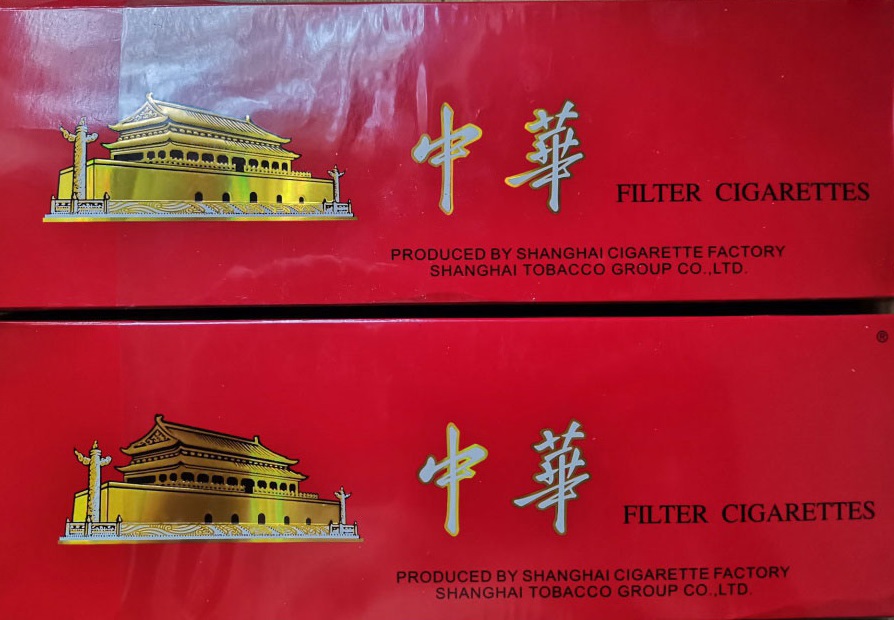 中華
FILTER CIGARETTES
PRODUCED BY SHANGHAI CIGARETTE FACTORY
SHANGHAI TOBACCO GROUP CO.,LTD.
®
中華
FILTER CIGARETTES
PRODUCED BY SHANGHAI CIGARETTE FACTORY
SHANGHAI TOBACCO GROUP CO.,LTD.